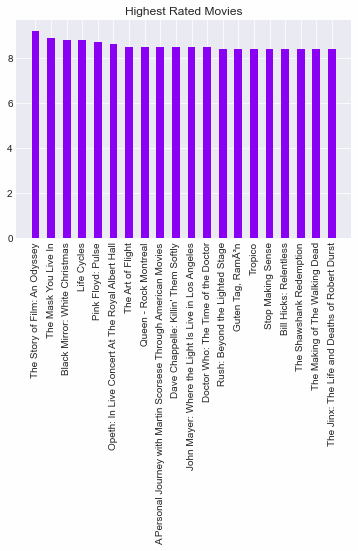 Highest Rated Movies
8
6
4
2
0
The Story of Film: An Odyssey
The Mask You Live In
Black Mirror: White Christmas
Life Cycles
Pink Floyd: Pulse
Opeth: In Live Concert At The Royal Albert Hall
The Art of Flight
Queen - Rock Montreal
A Personal Journey with Martin Scorsese Through American Movies
Dave Chappelle: Killin' Them Softly
John Mayer: Where the Light Is Live in Los Angeles
Doctor Who: The Time of the Doctor
Rush: Beyond the Lighted Stage
Guten Tag, RamÃ³n
Tropico
Stop Making Sense
Bill Hicks: Relentless
The Shawshank Redemption
The Making of The Walking Dead
The Jinx: The Life and Deaths of Robert Durst